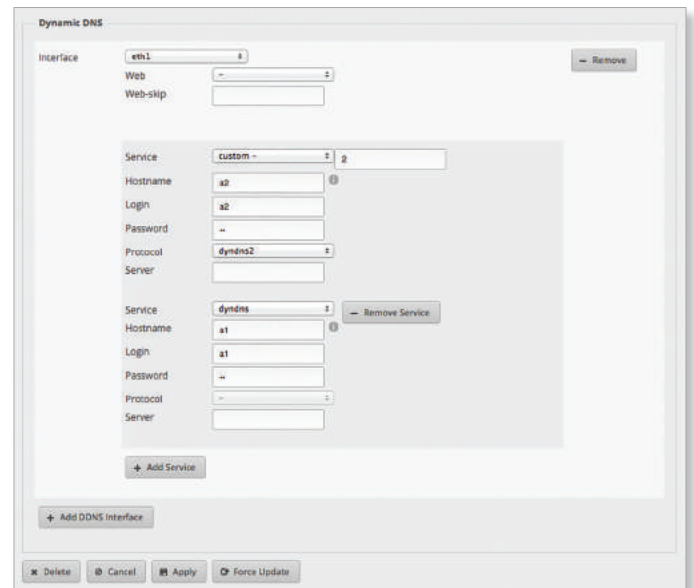 Dynamic DNS
Interface eth1 − Remove
Web -
Web-skip
Service custom - 2
Hostname a2
Login a2
Password ••
Protocol dyndns2
Server
Service dyndns − Remove Service
Hostname a1
Login a1
Password ••
Protocol -
Server
+ Add Service
+ Add DDNS Interface
Delete Cancel Apply Force Update